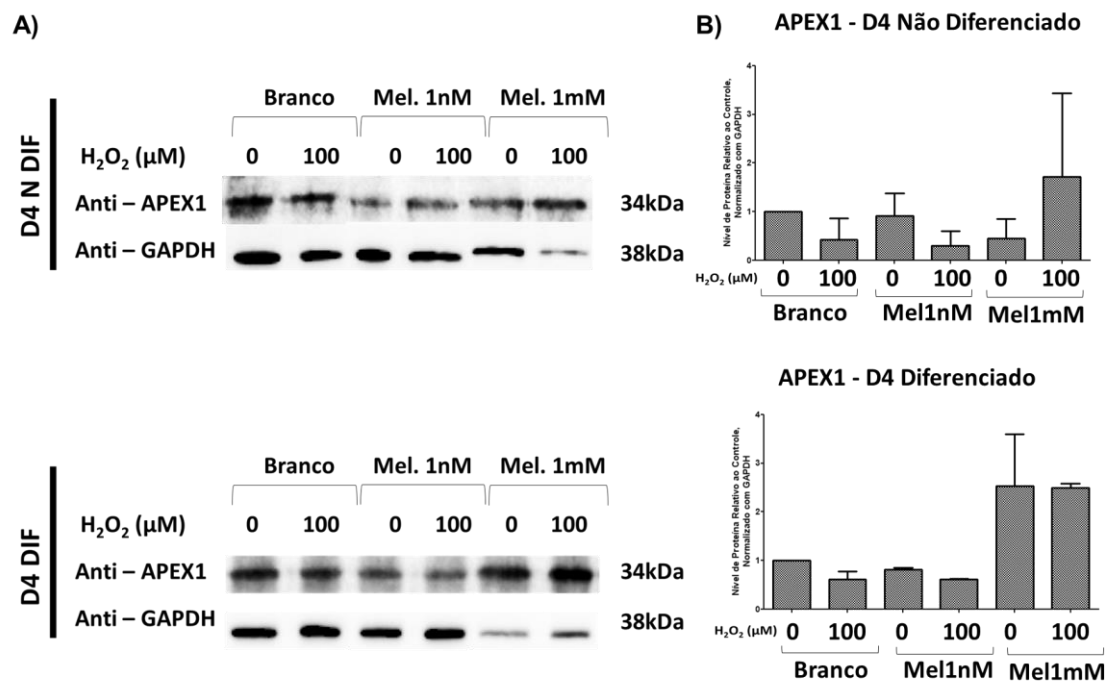 A)
Branco Mel. 1nM Mel. 1mM
D4 N DIF
H₂O₂ (µM) 0 100 0 100 0 100
Anti – APEX1 34kDa
Anti – GAPDH 38kDa
Branco Mel. 1nM Mel. 1mM
D4 DIF
H₂O₂ (µM) 0 100 0 100 0 100
Anti – APEX1 34kDa
Anti – GAPDH 38kDa
B)
APEX1 - D4 Não Diferenciado
Nível de Proteína Relativo ao Controle,
Normalizado com GAPDH
4
3
2
1
0
H₂O₂ (µM) 0 100 0 100 0 100
Branco Mel1nM Mel1mM
APEX1 - D4 Diferenciado
Nível de Proteína Relativo ao Controle,
Normalizado com GAPDH
4
3
2
1
0
H₂O₂ (µM) 0 100 0 100 0 100
Branco Mel1nM Mel1mM